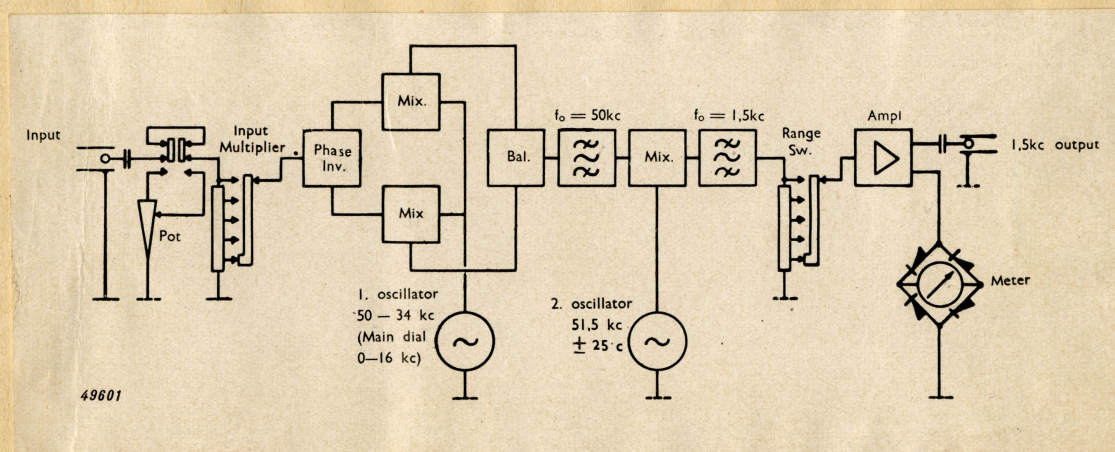 Input
Pot
Input
Multiplier
Phase
Inv.
Mix.
Mix
Bal.
f₀ = 50kc
Mix.
f₀ = 1,5kc
Range
Sw.
Ampl
1,5kc output
Meter
1. oscillator
50 — 34 kc
(Main dial
0—16 kc)
2. oscillator
51,5 kc
± 25 c
49601